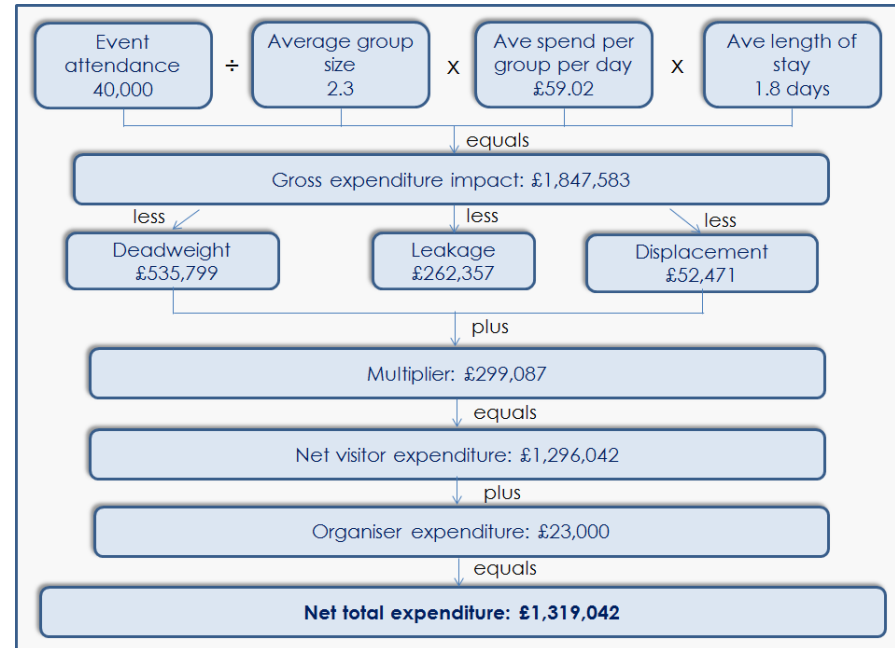 Event
attendance
40,000
÷
Average group
size
2.3
x
Ave spend per
group per day
£59.02
x
Ave length of
stay
1.8 days
equals
Gross expenditure impact: £1,847,583
less
less
less
Deadweight
£535,799
Leakage
£262,357
Displacement
£52,471
plus
Multiplier: £299,087
equals
Net visitor expenditure: £1,296,042
plus
Organiser expenditure: £23,000
equals
Net total expenditure: £1,319,042